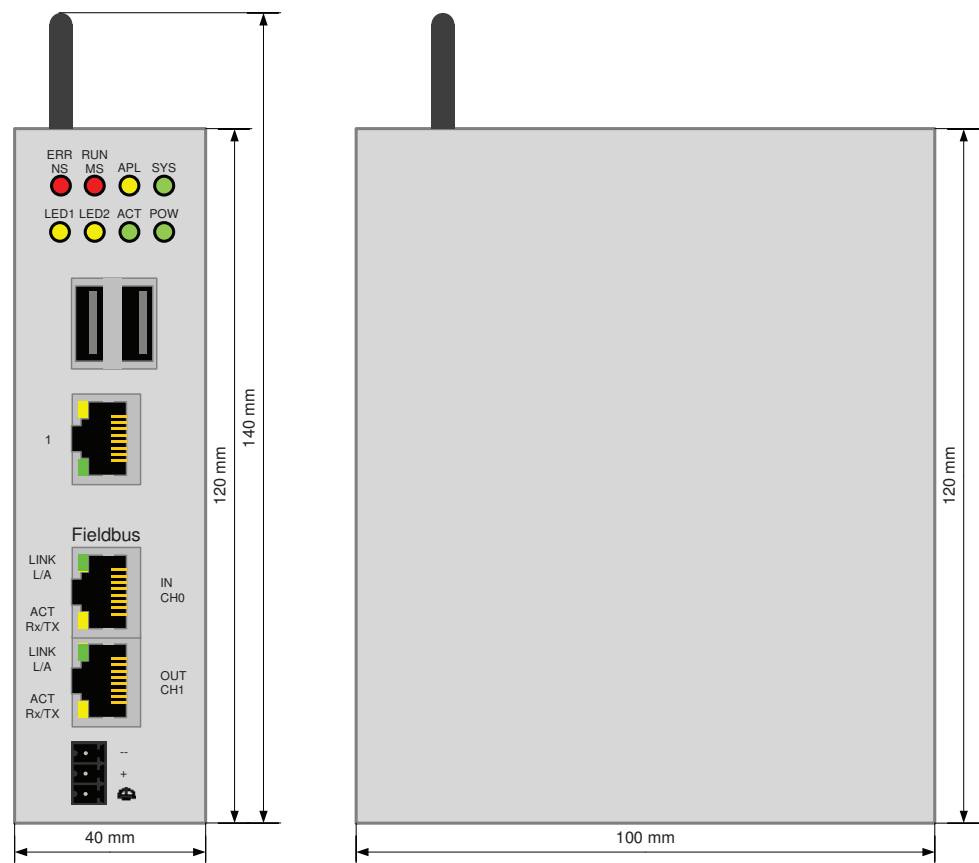 ERR RUN
NS MS APL SYS
LED1 LED2 ACT POW
1
Fieldbus
LINK
L/A
IN
CH0
ACT
Rx/TX
LINK
L/A
OUT
CH1
ACT
Rx/TX
--
+
40 mm
120 mm
140 mm
100 mm
120 mm